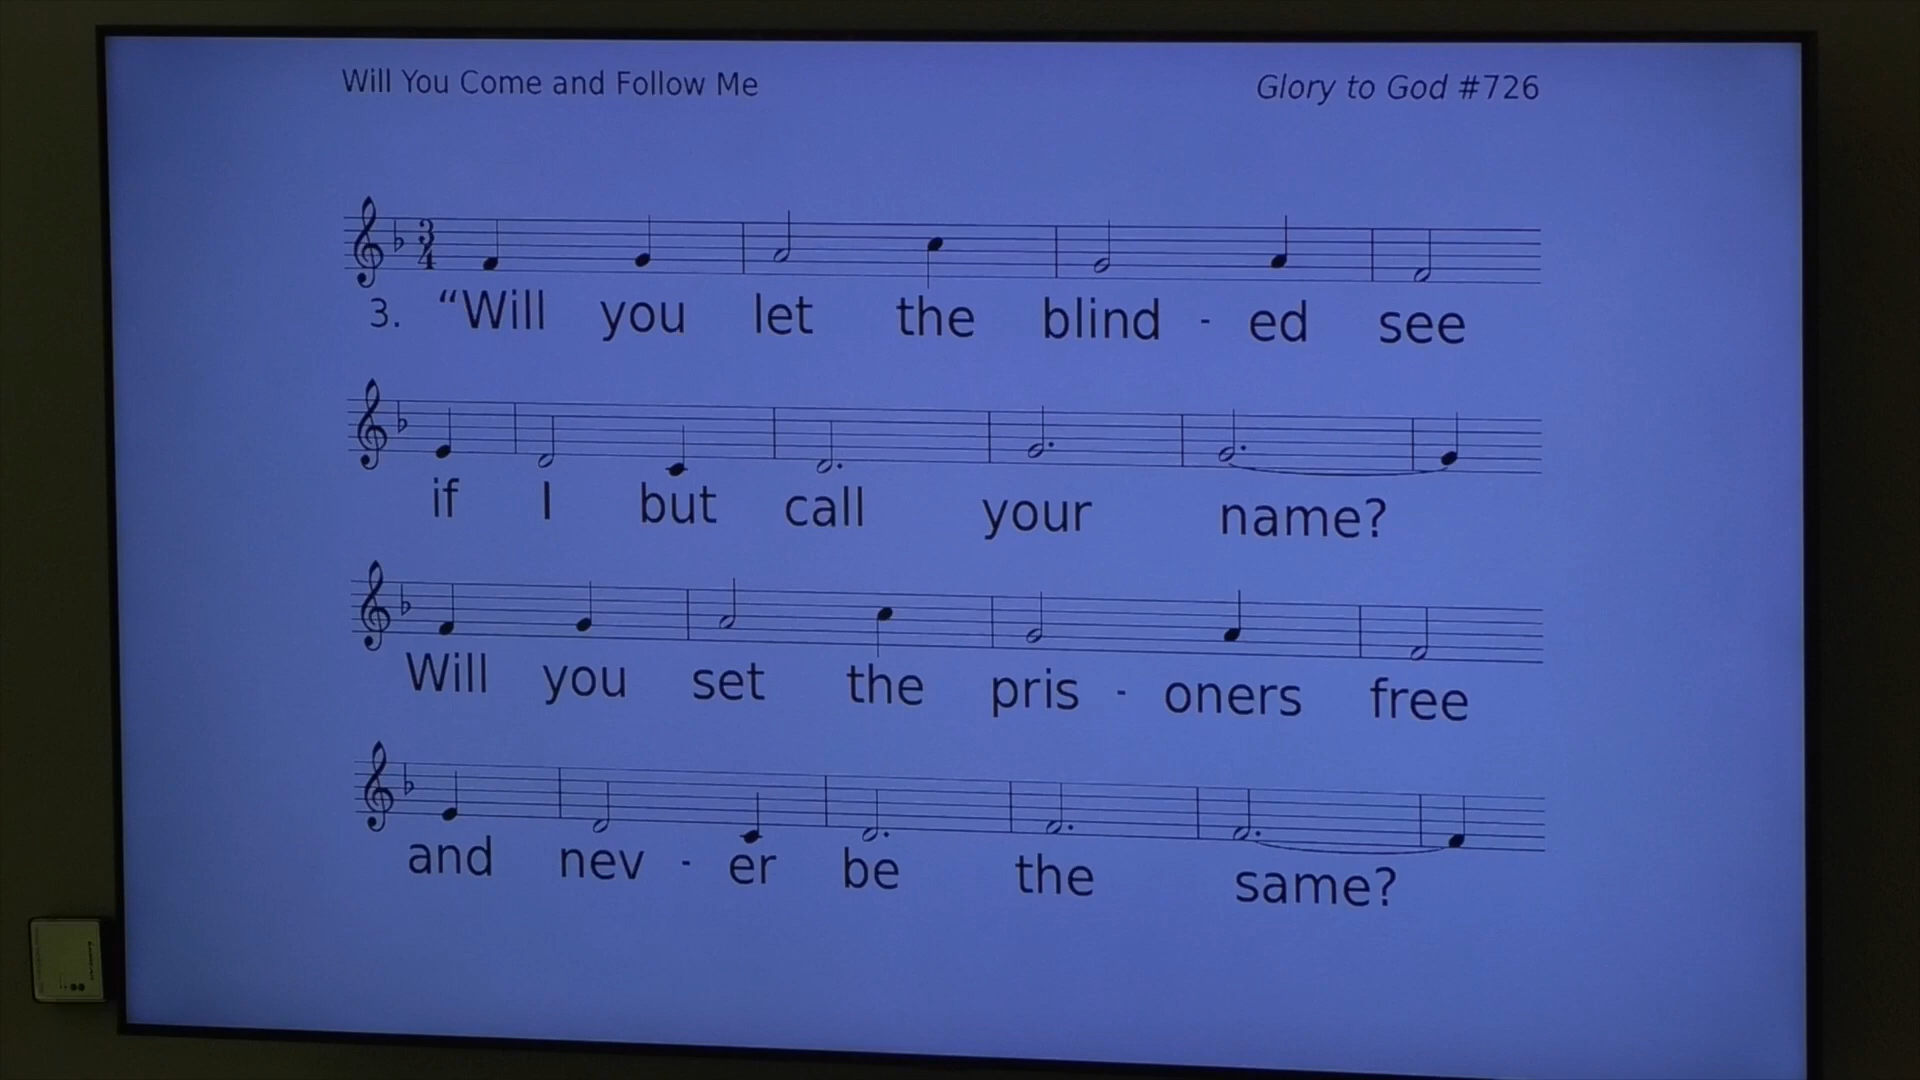 Will You Come and Follow Me
Glory to God #726
3. “Will you let the blind - ed see
if I but call your name?
Will you set the pris - oners free
and nev - er be the same?